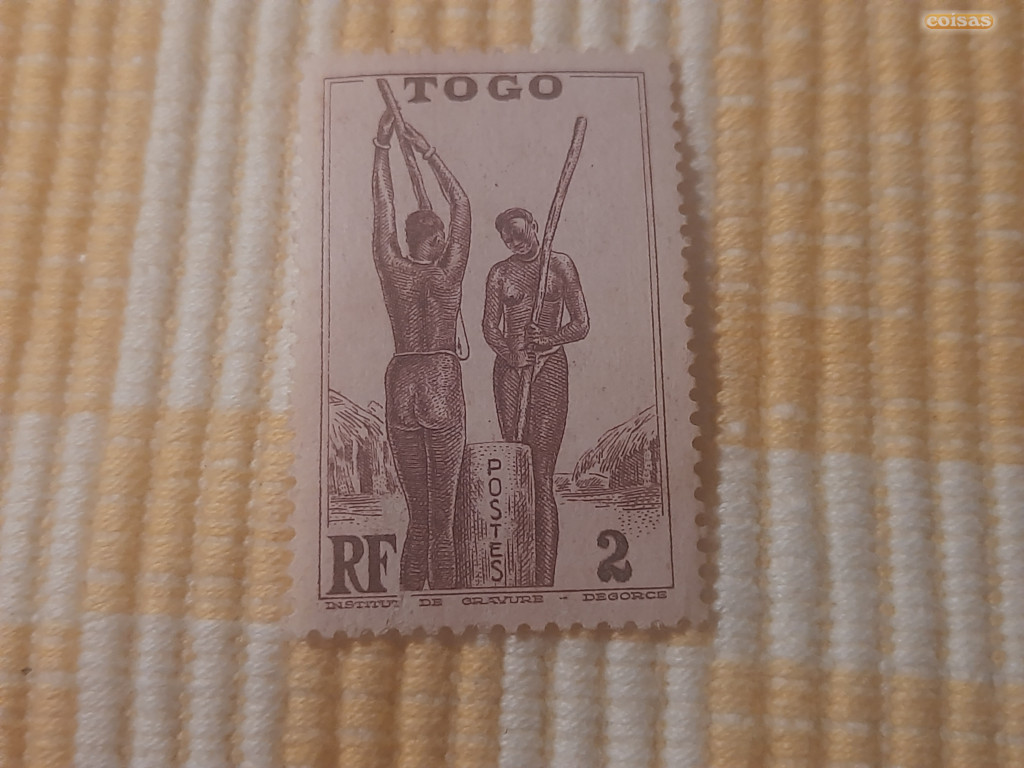 coisas
TOGO
POSTES
RF
2
INSTITUT DE GRAVURE - DEGORCE